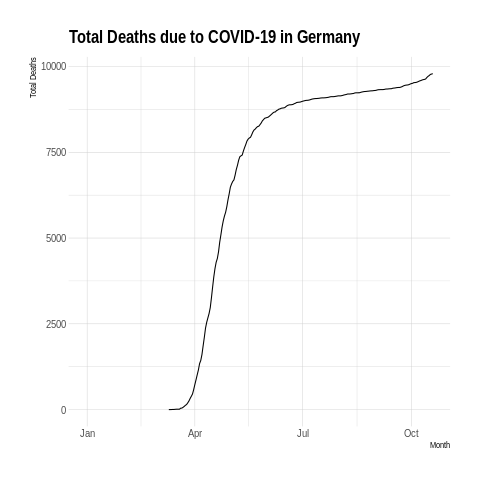 Total Deaths due to COVID-19 in Germany
Total Deaths
10000
7500
5000
2500
0
Jan Apr Jul Oct
Month